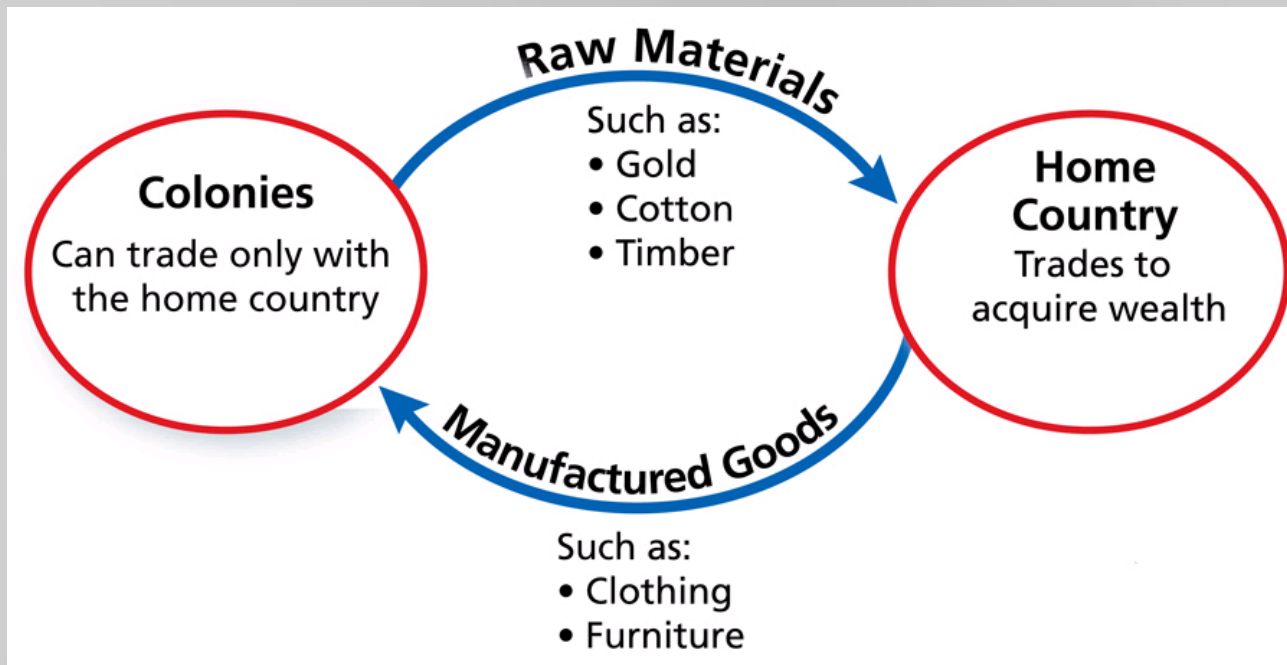 Raw Materials
Such as:
• Gold
• Cotton
• Timber
Colonies
Can trade only with
the home country
Home
Country
Trades to
acquire wealth
Manufactured Goods
Such as:
• Clothing
• Furniture